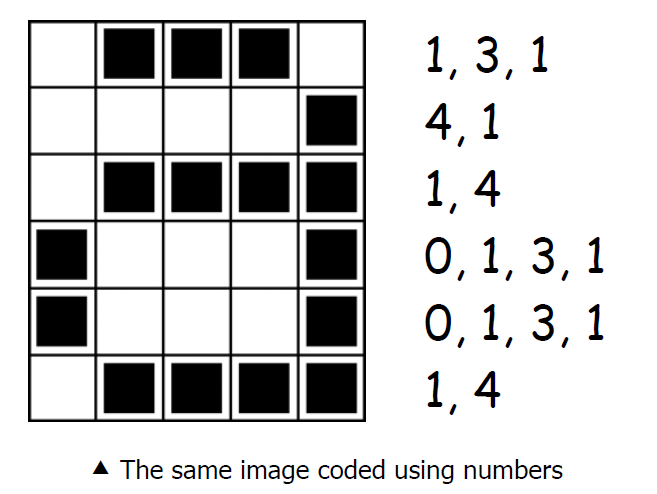 1, 3, 1
4, 1
1, 4
0, 1, 3, 1
0, 1, 3, 1
1, 4
▲ The same image coded using numbers